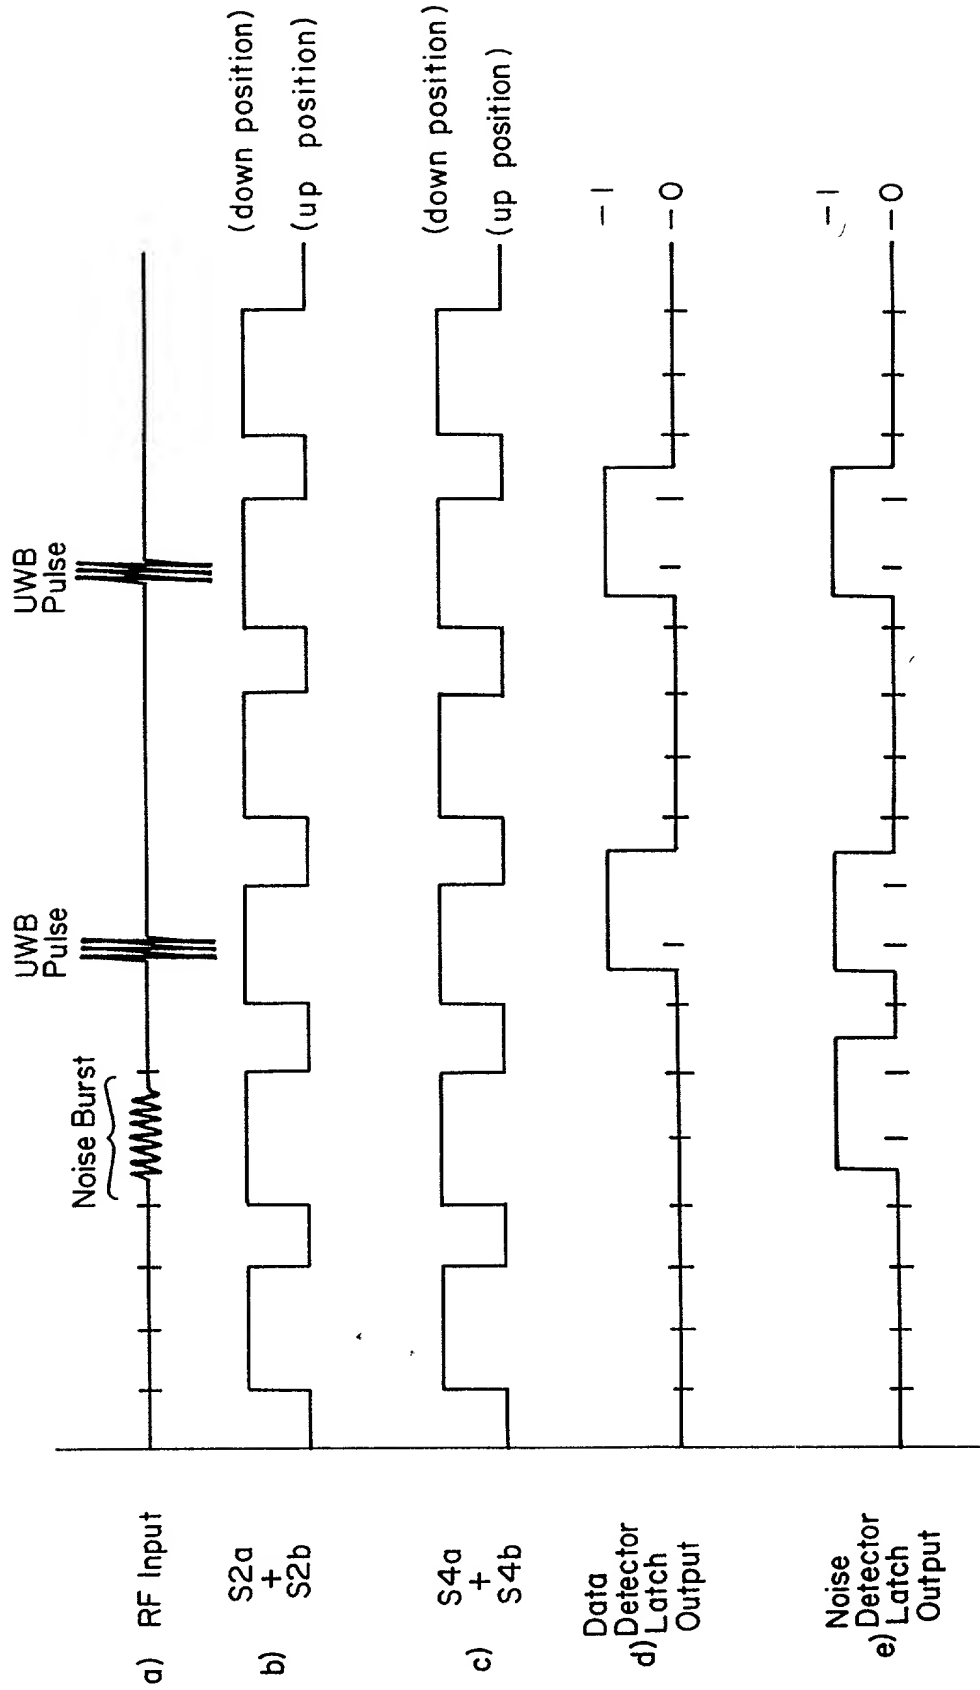 UWB
Pulse
UWB
Pulse
Noise Burst
a) RF Input
b) S2a
+
S2b
(down position)
(up position)
c) S4a
+
S4b
(down position)
(up position)
d) Data
Detector
Latch
Output
-1
-0
e) Noise
Detector
Latch
Output
-1
-0